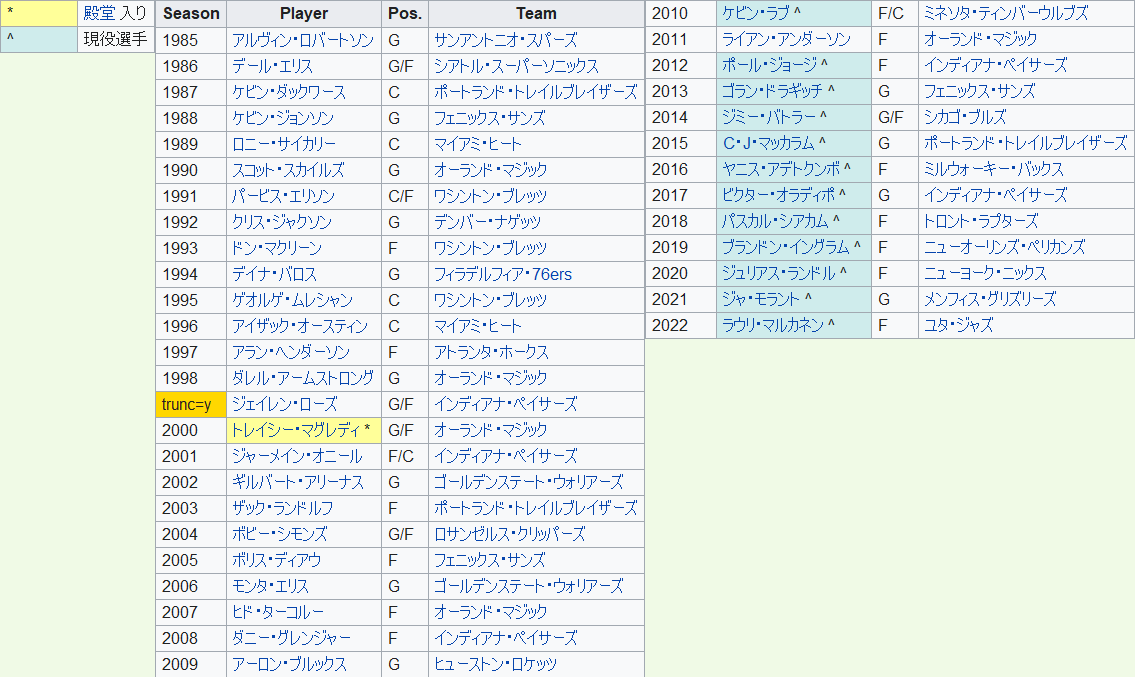 * 殿堂 入り
^ 現役選手
Season Player Pos. Team
1985 アルヴィン・ロバートソン G サンアントニオ・スパーズ
1986 デール・エリス G/F シアトル・スーパーソニックス
1987 ケビン・ダックワース C ポートランド・トレイルブレイザーズ
1988 ケビン・ジョンソン G フェニックス・サンズ
1989 ロニー・サイカリー C マイアミ・ヒート
1990 スコット・スカイルズ G オーランド・マジック
1991 パービス・エリソン C/F ワシントン・ブレッツ
1992 クリス・ジャクソン G デンバー・ナゲッツ
1993 ドン・マクリーン F ワシントン・ブレッツ
1994 デイナ・バロス G フィラデルフィア・76ers
1995 ゲオルゲ・ムレシャン C ワシントン・ブレッツ
1996 アイザック・オースティン C マイアミ・ヒート
1997 アラン・ヘンダーソン F アトランタ・ホークス
1998 ダレル・アームストロング G オーランド・マジック
trunc=y ジェイレン・ローズ G/F インディアナ・ペイサーズ
2000 トレイシー・マグレディ * G/F オーランド・マジック
2001 ジャーメイン・オニール F/C インディアナ・ペイサーズ
2002 ギルバート・アリーナス G ゴールデンステート・ウォリアーズ
2003 ザック・ランドルフ F ポートランド・トレイルブレイザーズ
2004 ボビー・シモンズ G/F ロサンゼルス・クリッパーズ
2005 ボリス・ディアウ F フェニックス・サンズ
2006 モンタ・エリス G ゴールデンステート・ウォリアーズ
2007 ヒド・ターコルー F オーランド・マジック
2008 ダニー・グレンジャー F インディアナ・ペイサーズ
2009 アーロン・ブルックス G ヒューストン・ロケッツ
2010 ケビン・ラブ ^ F/C ミネソタ・ティンバーウルブズ
2011 ライアン・アンダーソン F オーランド・マジック
2012 ポール・ジョージ ^ F インディアナ・ペイサーズ
2013 ゴラン・ドラギッチ ^ G フェニックス・サンズ
2014 ジミー・バトラー ^ G/F シカゴ・ブルズ
2015 C・J・マッカラム ^ G ポートランド・トレイルブレイザーズ
2016 ヤニス・アデトクンボ ^ F ミルウォーキー・バックス
2017 ビクター・オラディポ ^ G インディアナ・ペイサーズ
2018 パスカル・シアカム ^ F トロント・ラプターズ
2019 ブランドン・イングラム ^ F ニューオーリンズ・ペリカンズ
2020 ジュリアス・ランドル ^ F ニューヨーク・ニックス
2021 ジャ・モラント ^ G メンフィス・グリズリーズ
2022 ラウリ・マルカネン ^ F ユタ・ジャズ